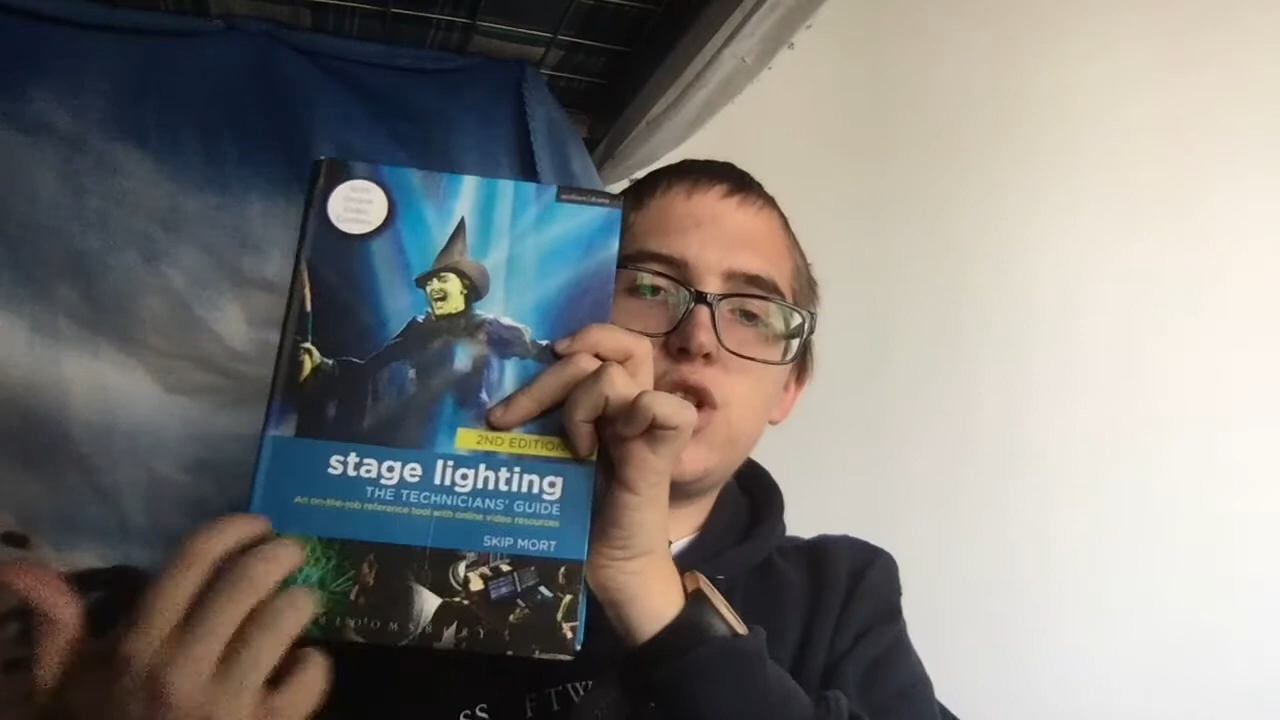 2ND EDITION
stage lighting
THE TECHNICIANS' GUIDE
An on-the-job reference tool with online video resources
SKIP MORT
BLOOMSBURY